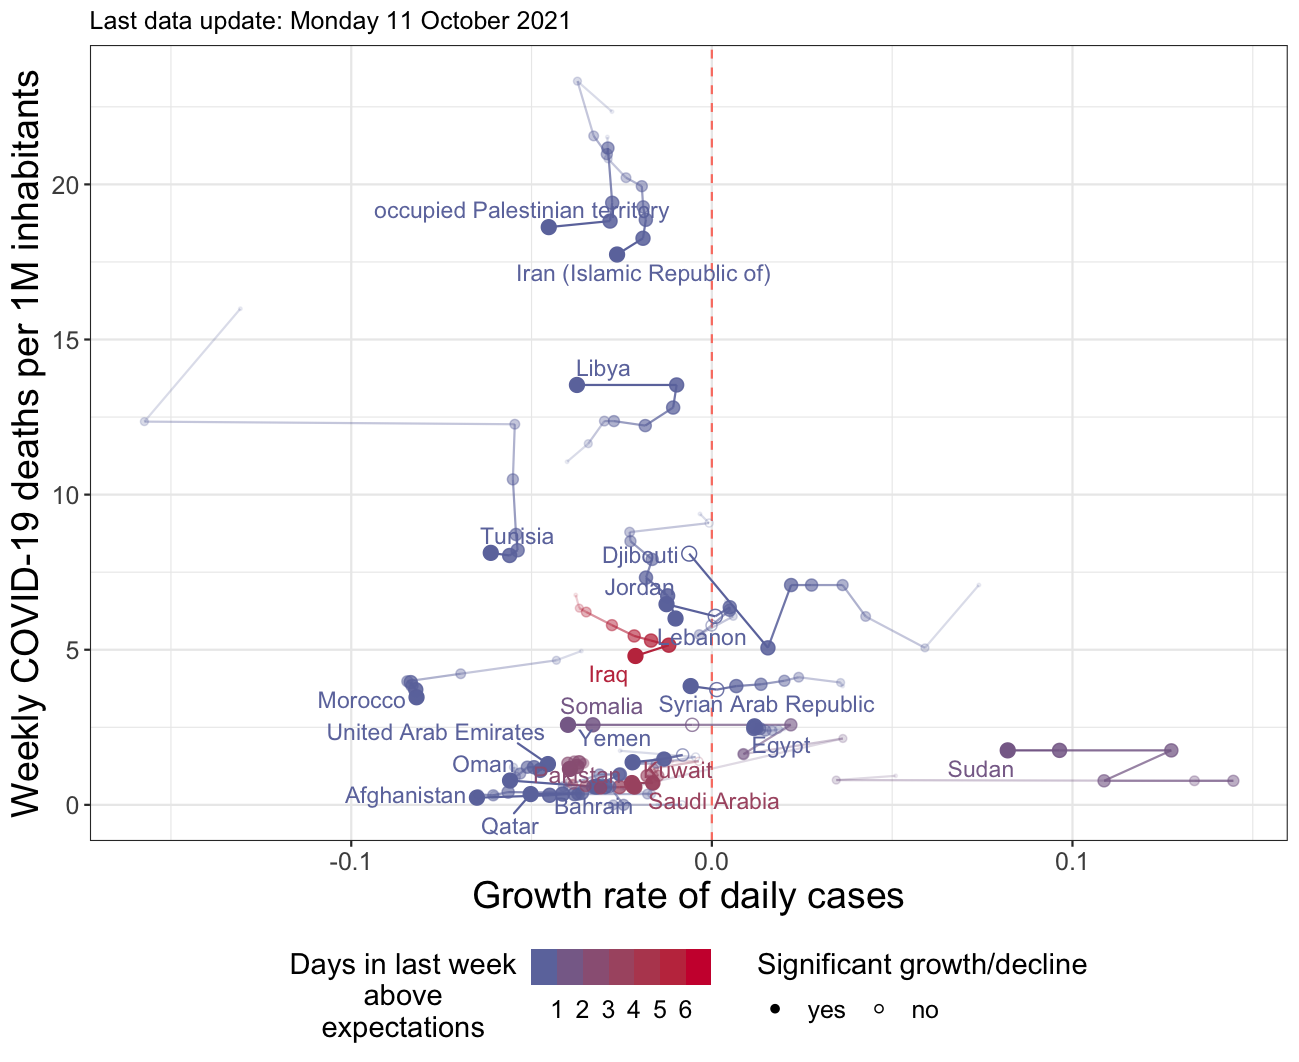 Last data update: Monday 11 October 2021
Weekly COVID-19 deaths per 1M inhabitants
20
15
10
5
0
occupied Palestinian territory
Iran (Islamic Republic of)
Libya
Tunisia
Djibouti
Jordan
Lebanon
Iraq
Morocco
Somalia
Syrian Arab Republic
United Arab Emirates
Yemen
Egypt
Oman
Pakistan
Kuwait
Sudan
Afghanistan
Bahrain
Saudi Arabia
Qatar
-0.1
0.0
0.1
Growth rate of daily cases
Days in last week
above
expectations
1 2 3 4 5 6
Significant growth/decline
yes
no